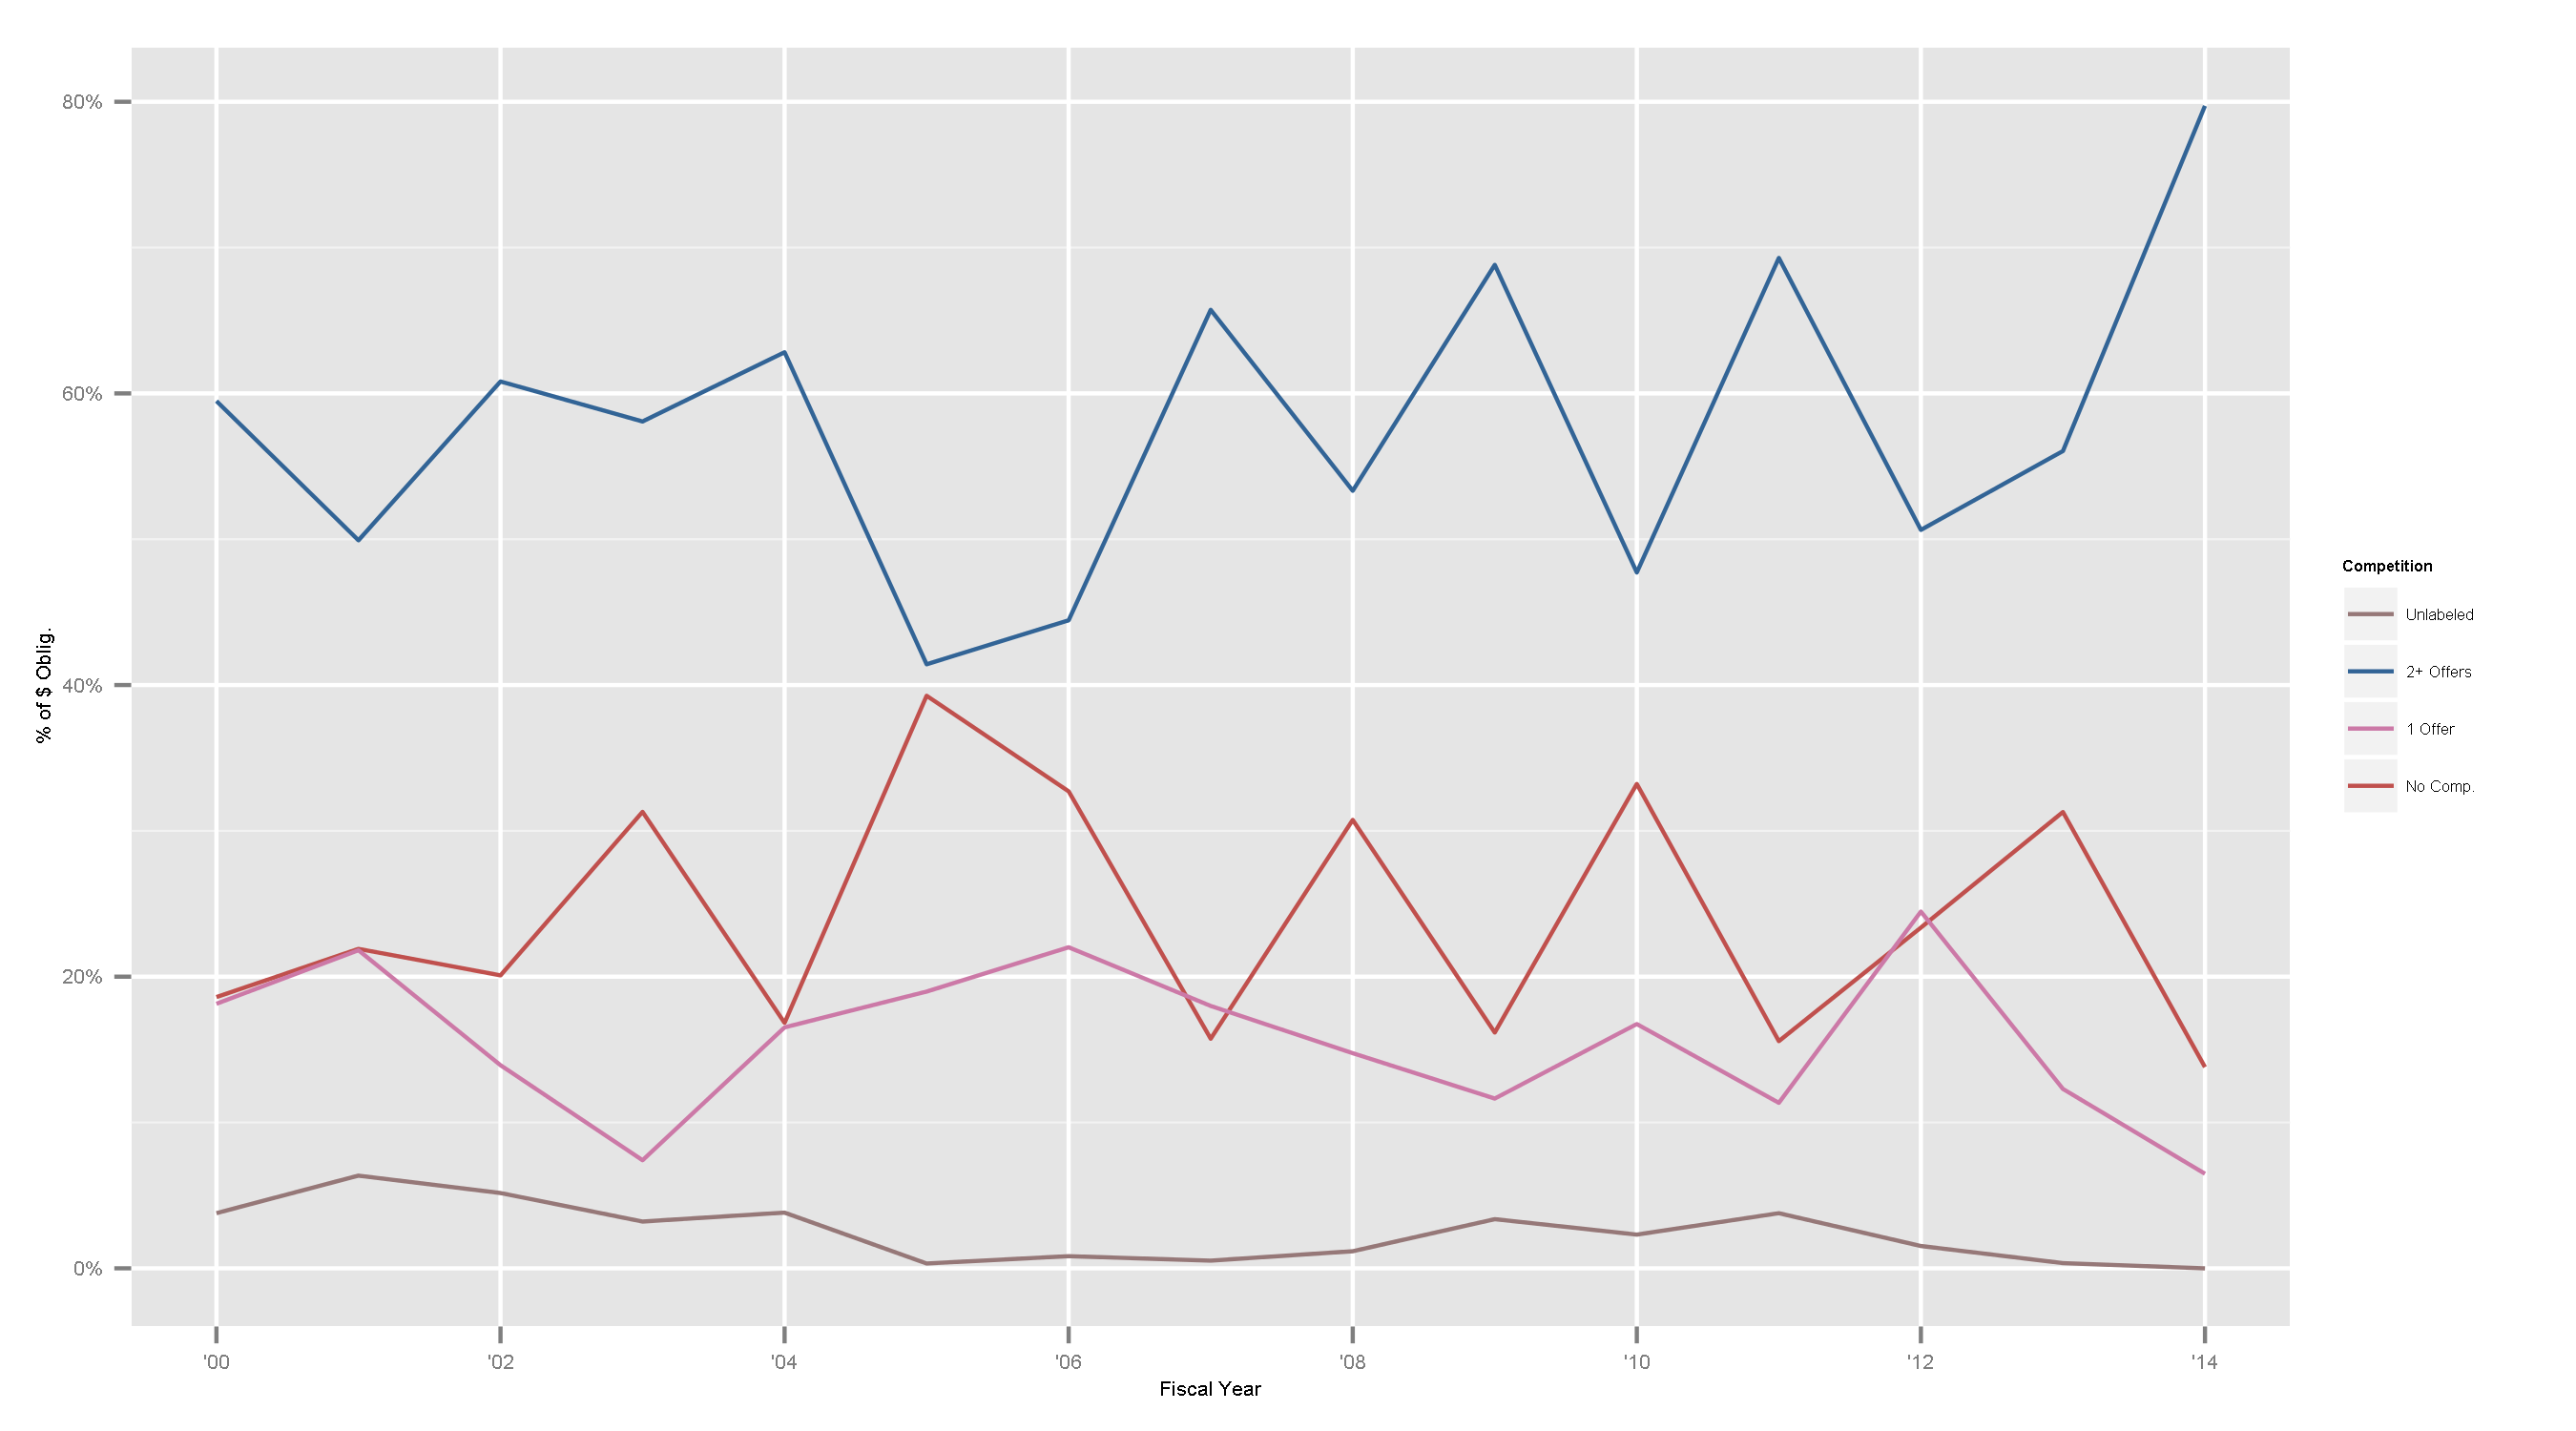 80%
60%
40%
20%
0%
% of $ Oblig.
'00 '02 '04 '06 '08 '10 '12 '14
Fiscal Year
Competition
Unlabeled
2+ Offers
1 Offer
No Comp.